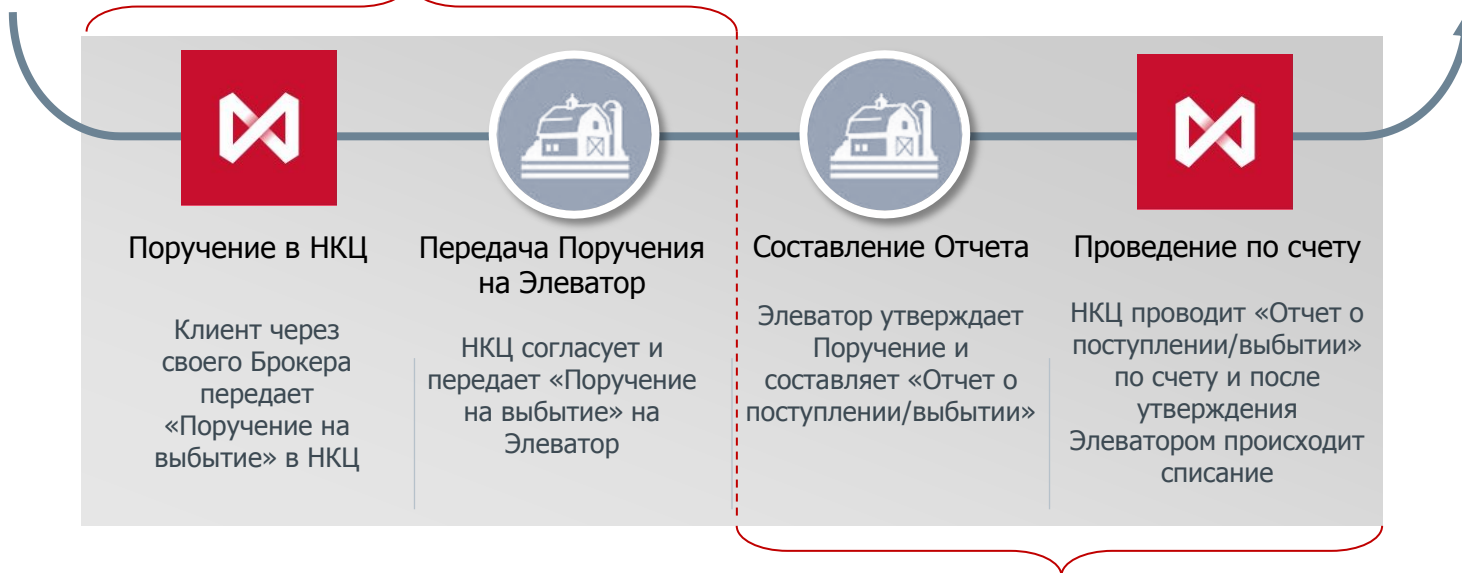 Поручение в НКЦ
Клиент через
своего Брокера
передает
«Поручение на
выбытие» в НКЦ
Передача Поручения
на Элеватор
НКЦ согласует и
передает «Поручение
на выбытие» на
Элеватор
Составление Отчета
Элеватор утверждает
Поручение и
составляет «Отчет о
поступлении/выбытии»
Проведение по счету
НКЦ проводит «Отчет о
поступлении/выбытии»
по счету и после
утверждения
Элеватором происходит
списание